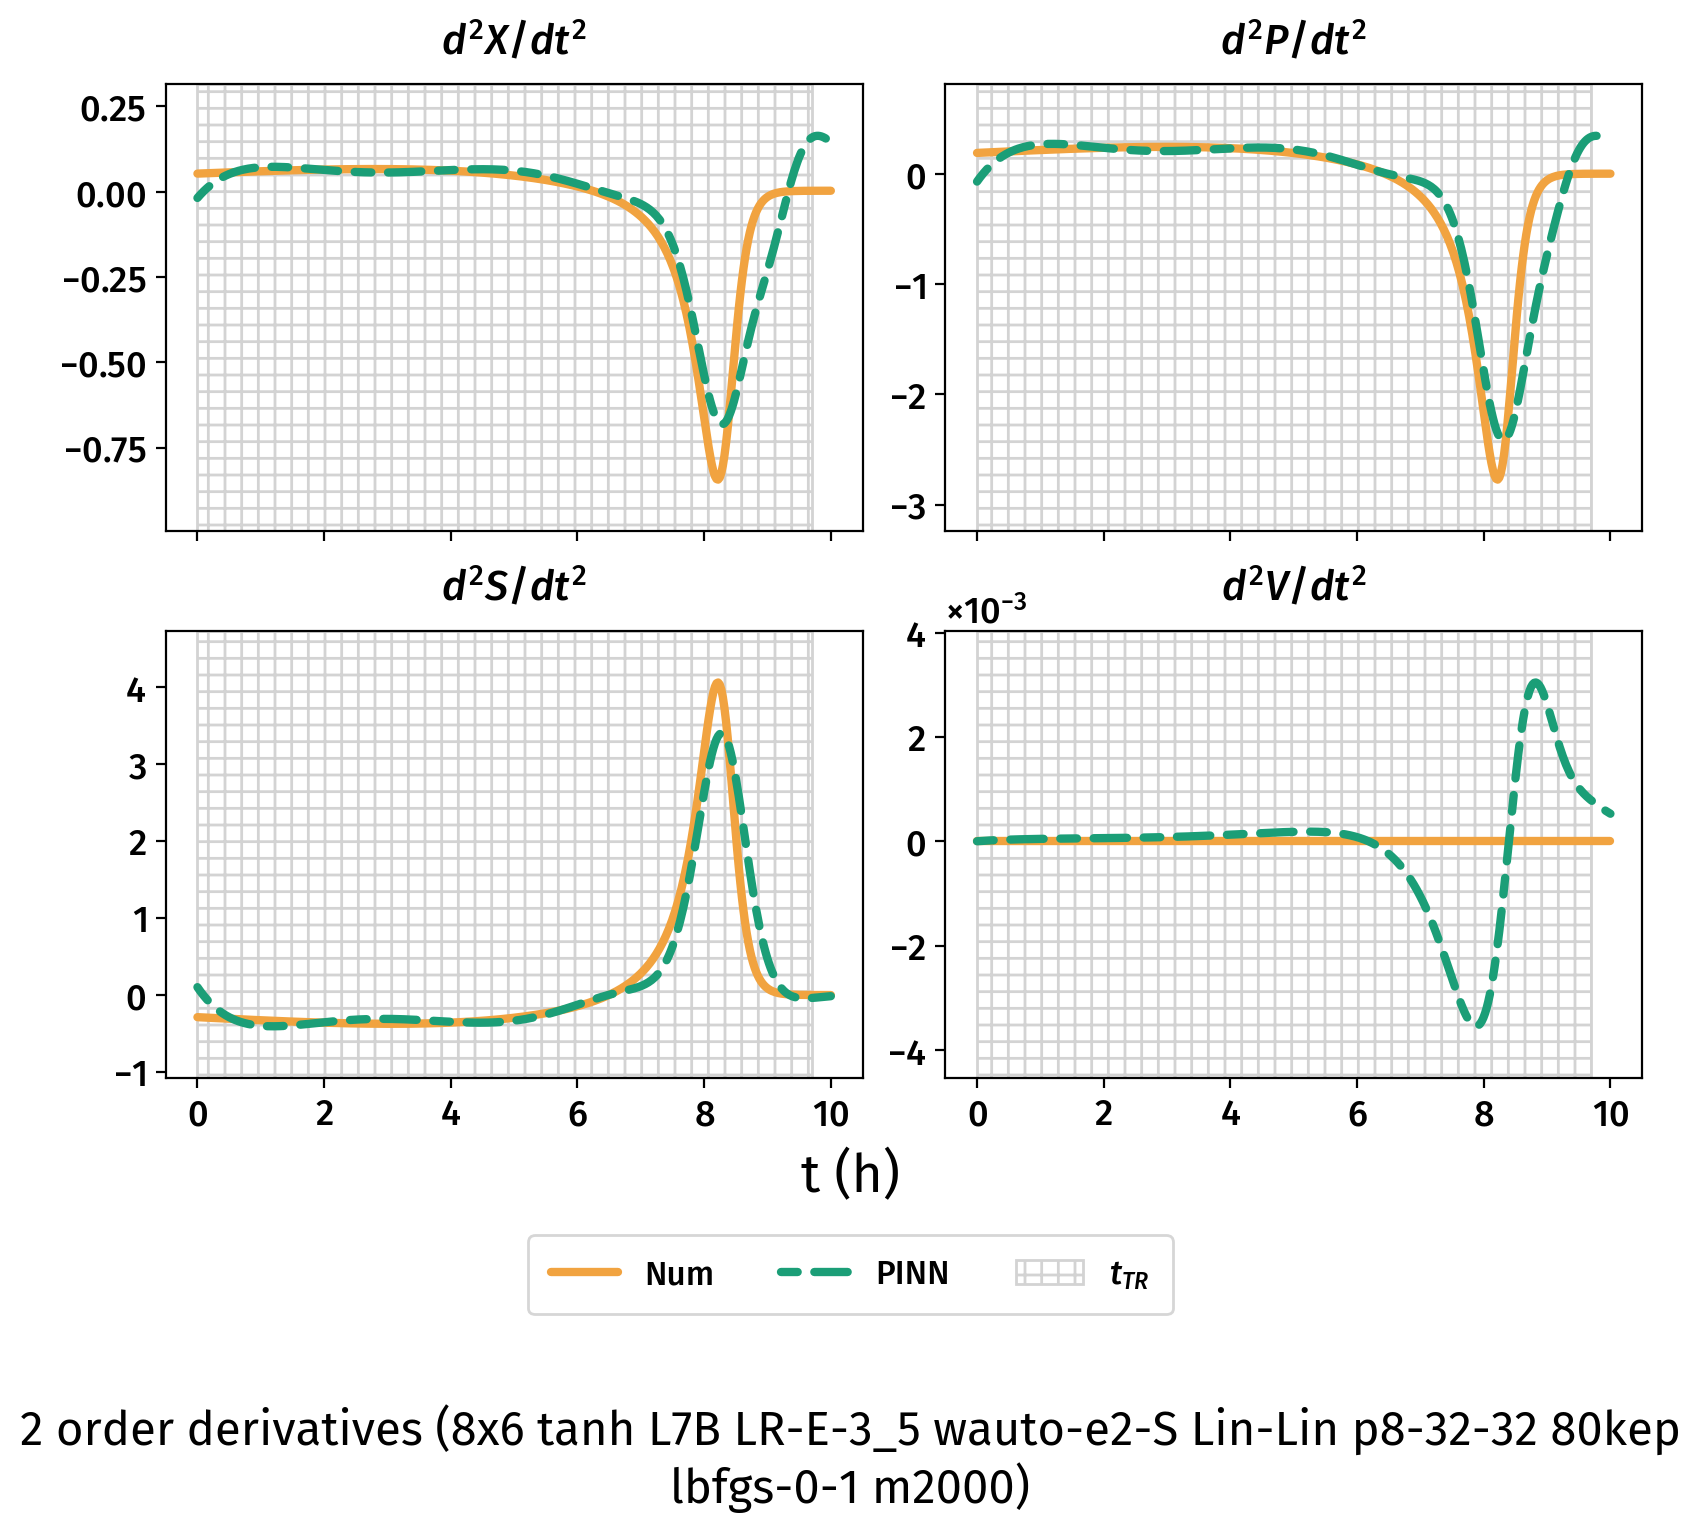 d²X/dt²
d²P/dt²
0.25
0.00
−0.25
−0.50
−0.75
0
−1
−2
−3
d²S/dt²
d²V/dt²
×10⁻³
4
3
2
1
0
−1
4
2
0
−2
−4
0 2 4 6 8 10
0 2 4 6 8 10
t (h)
Num PINN t_TR
2 order derivatives (8x6 tanh L7B LR-E-3_5 wauto-e2-S Lin-Lin p8-32-32 80kep
lbfgs-0-1 m2000)